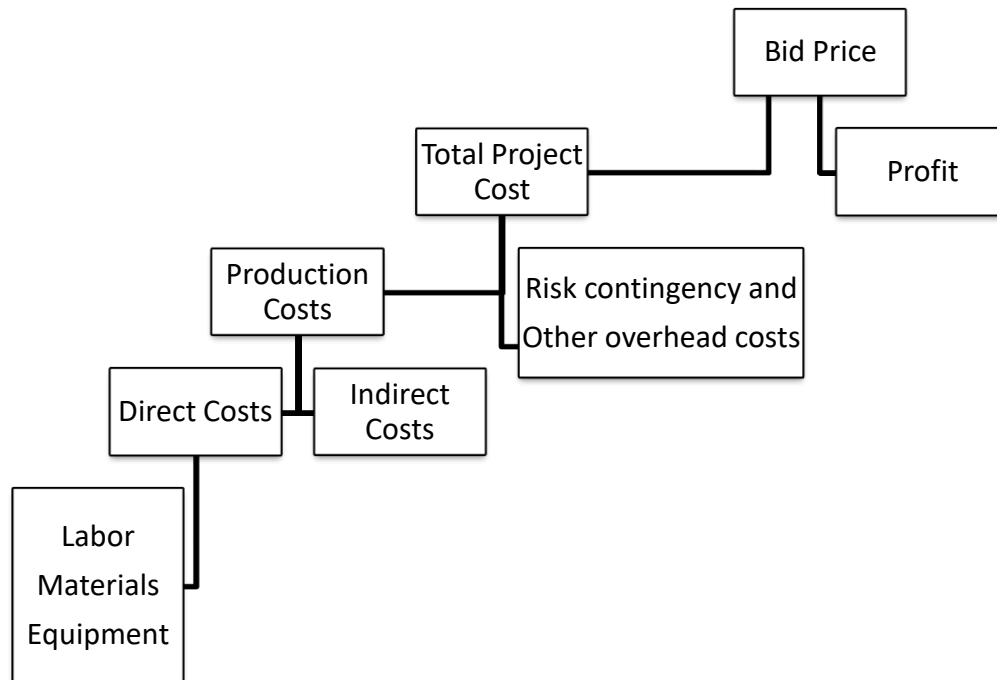 Bid Price
Total Project
Cost
Profit
Production
Costs
Risk contingency and
Other overhead costs
Direct Costs
Indirect
Costs
Labor
Materials
Equipment